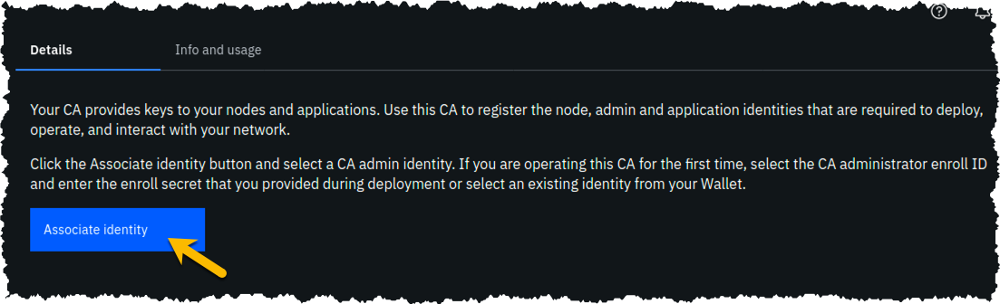 Details
Info and usage
Your CA provides keys to your nodes and applications. Use this CA to register the node, admin and application identities that are required to deploy,
operate, and interact with your network.
Click the Associate identity button and select a CA admin identity. If you are operating this CA for the first time, select the CA administrator enroll ID
and enter the enroll secret that you provided during deployment or select an existing identity from your Wallet.
Associate identity